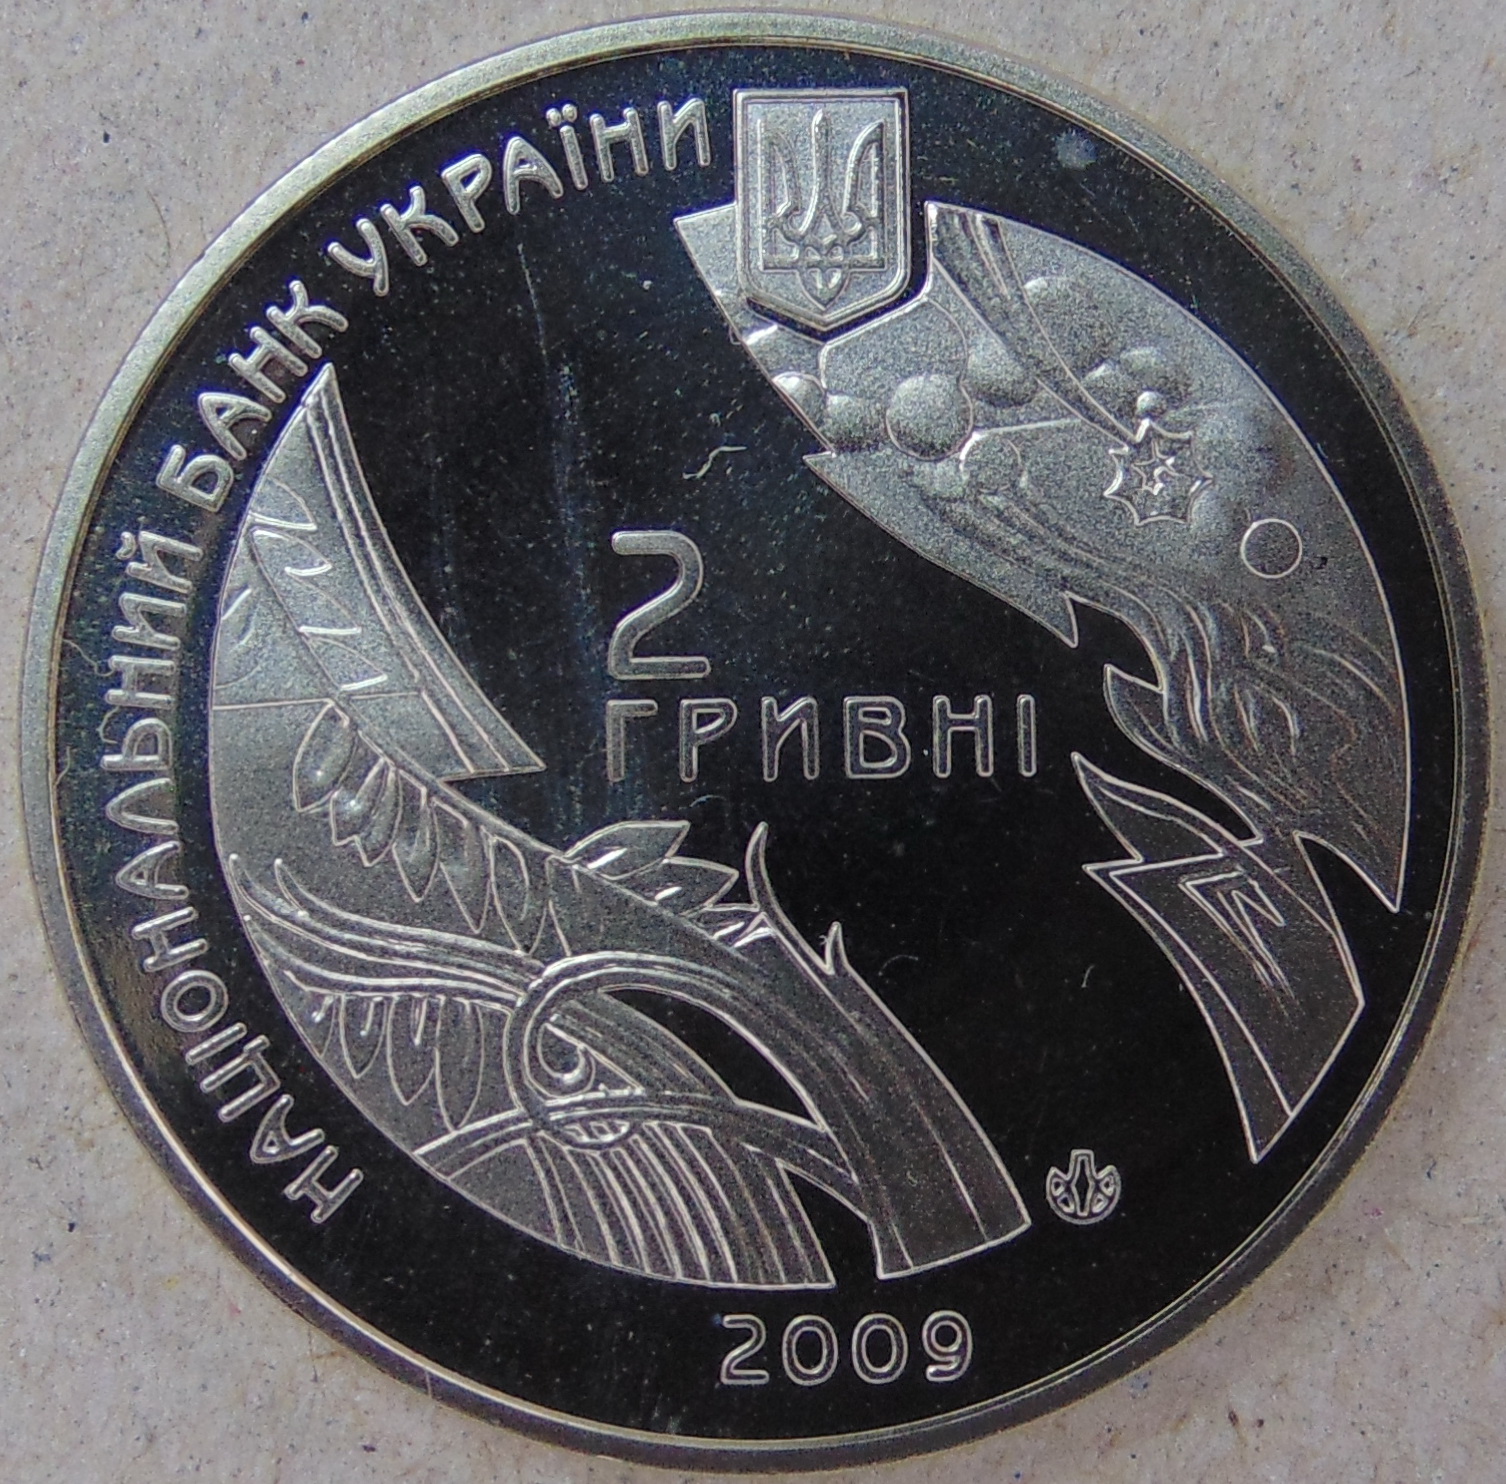 НАЦІОНАЛЬНИЙ БАНК УКРАЇНИ
2
ГРИВНІ
2009